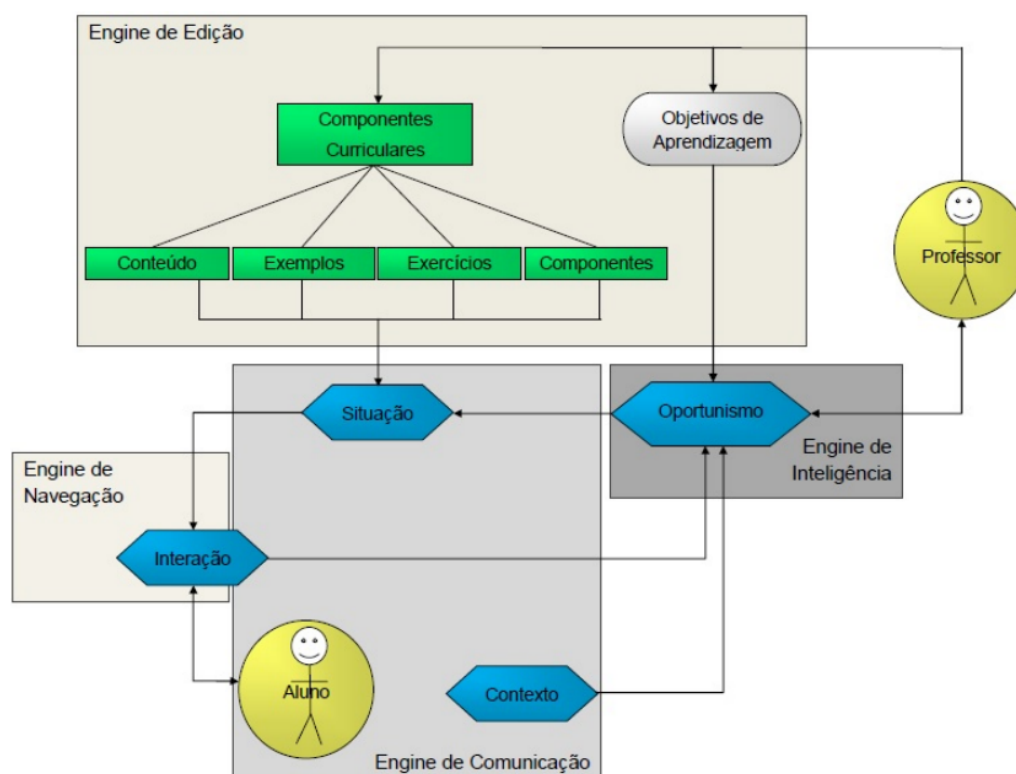 Engine de Edição
Componentes
Curriculares
Objetivos de
Aprendizagem
Conteúdo
Exemplos
Exercícios
Componentes
Professor
Situação
Oportunismo
Engine de
Inteligência
Engine de
Navegação
Interação
Aluno
Contexto
Engine de Comunicação